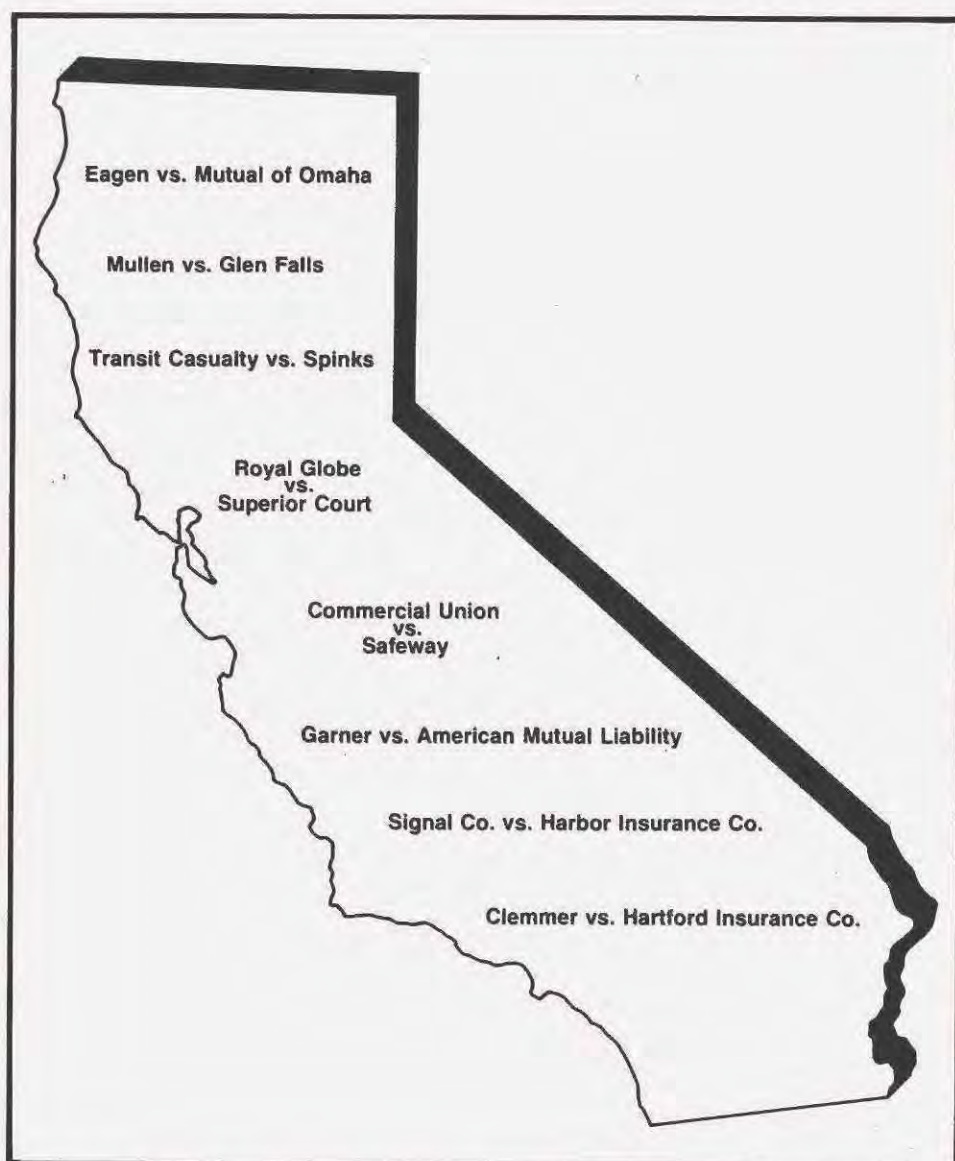 Eagen vs. Mutual of Omaha
Mullen vs. Glen Falls
Transit Casualty vs. Spinks
Royal Globe
vs.
Superior Court
Commercial Union
vs.
Safeway
Garner vs. American Mutual Liability
Signal Co. vs. Harbor Insurance Co.
Clemmer vs. Hartford Insurance Co.